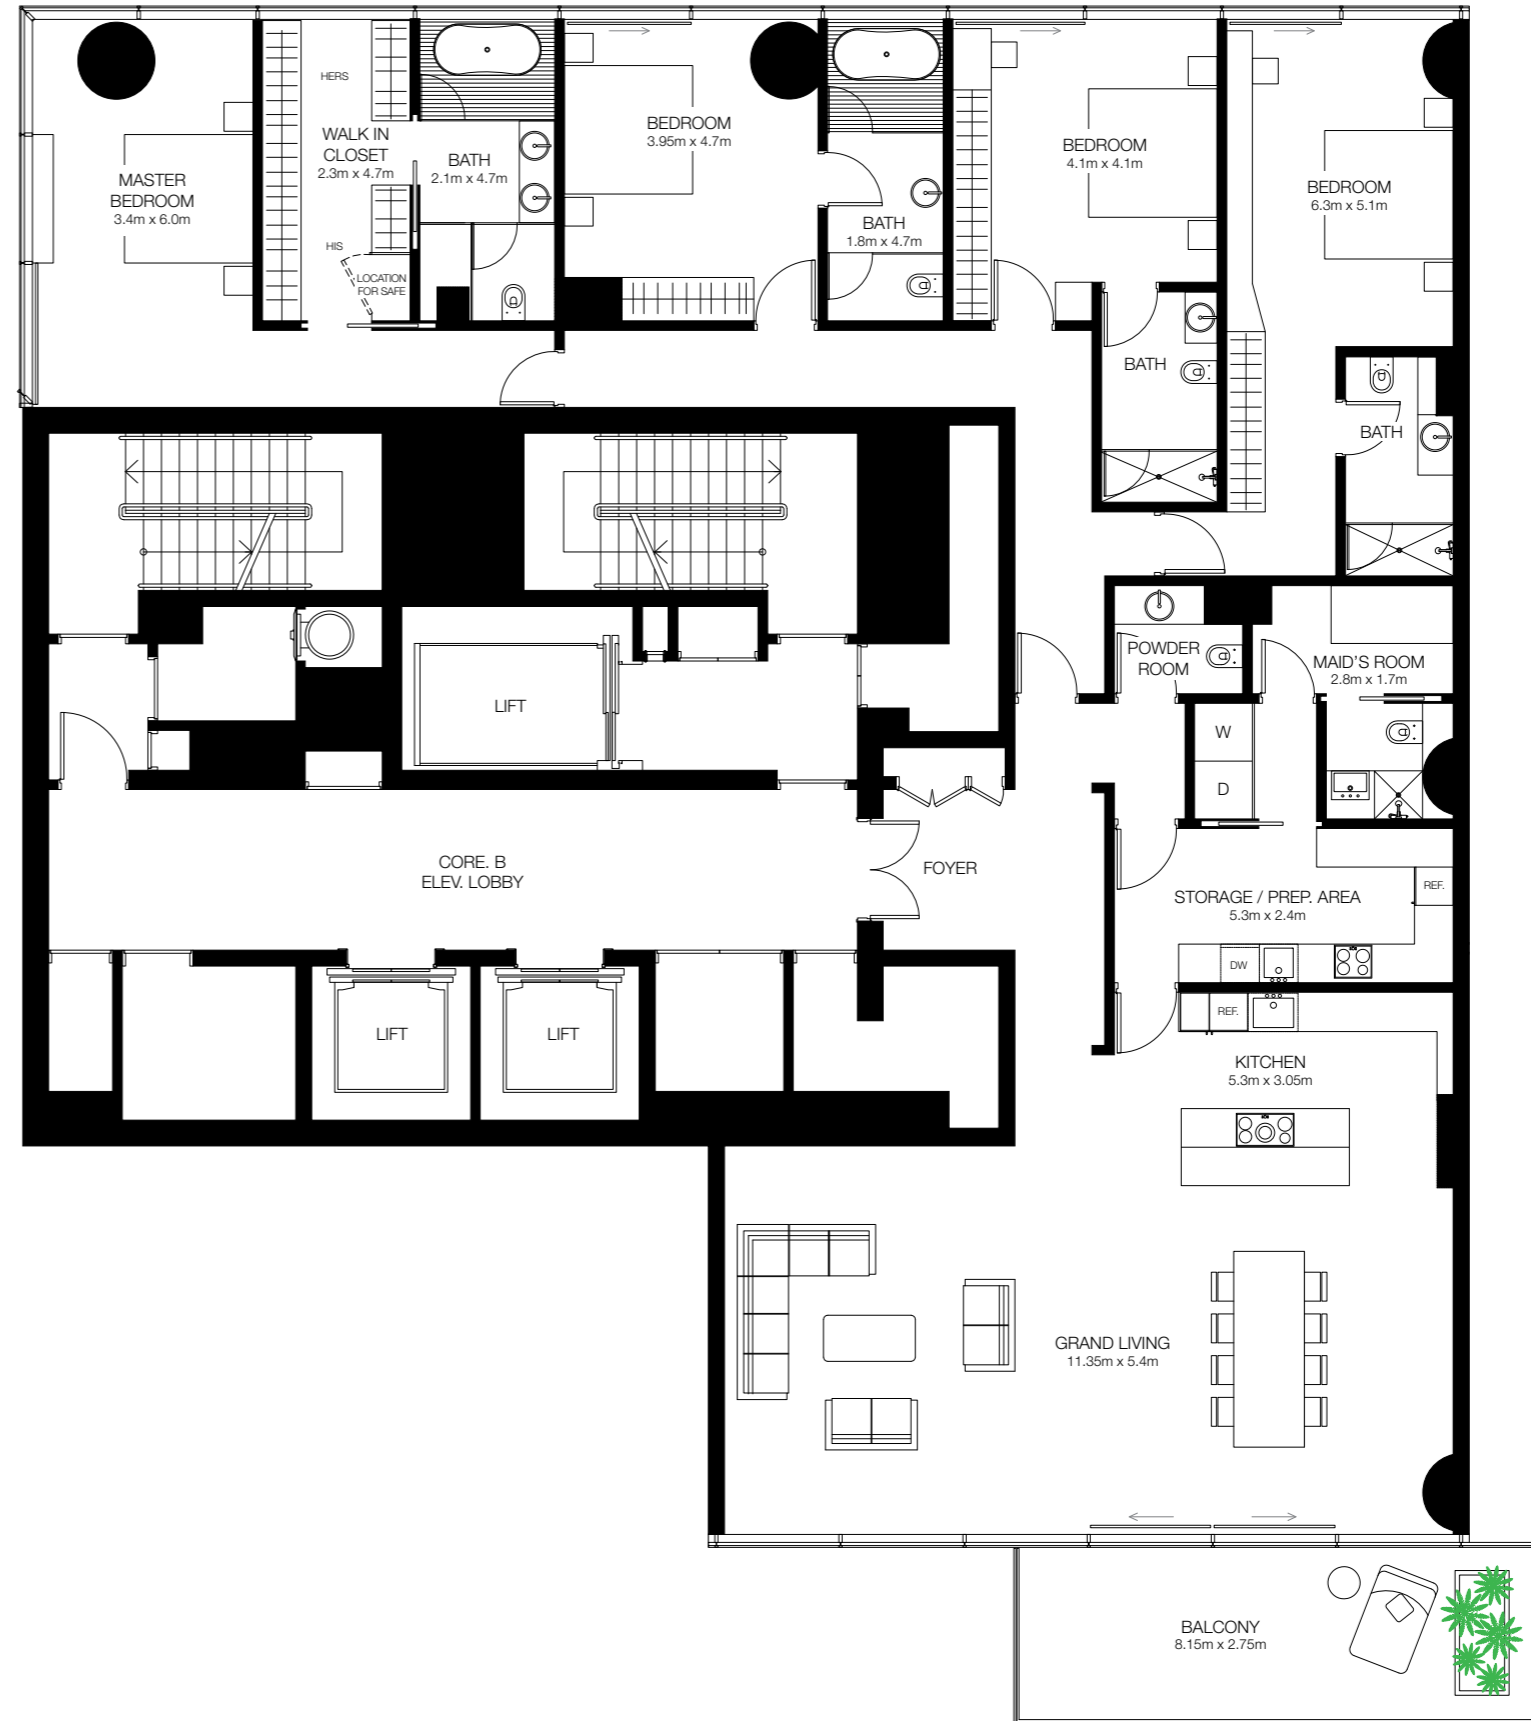 HERS
WALK IN
CLOSET
2.3m x 4.7m
MASTER
BEDROOM
3.4m x 6.0m
HIS
LOCATION
FOR SAFE
BATH
2.1m x 4.7m
BEDROOM
3.95m x 4.7m
BATH
1.8m x 4.7m
BEDROOM
4.1m x 4.1m
BEDROOM
6.3m x 5.1m
BATH
BATH
LIFT
POWDER
ROOM
MAID'S ROOM
2.8m x 1.7m
W
D
CORE. B
ELEV. LOBBY
FOYER
STORAGE / PREP. AREA
5.3m x 2.4m
REF.
DW
LIFT
LIFT
REF.
KITCHEN
5.3m x 3.05m
GRAND LIVING
11.35m x 5.4m
BALCONY
8.15m x 2.75m